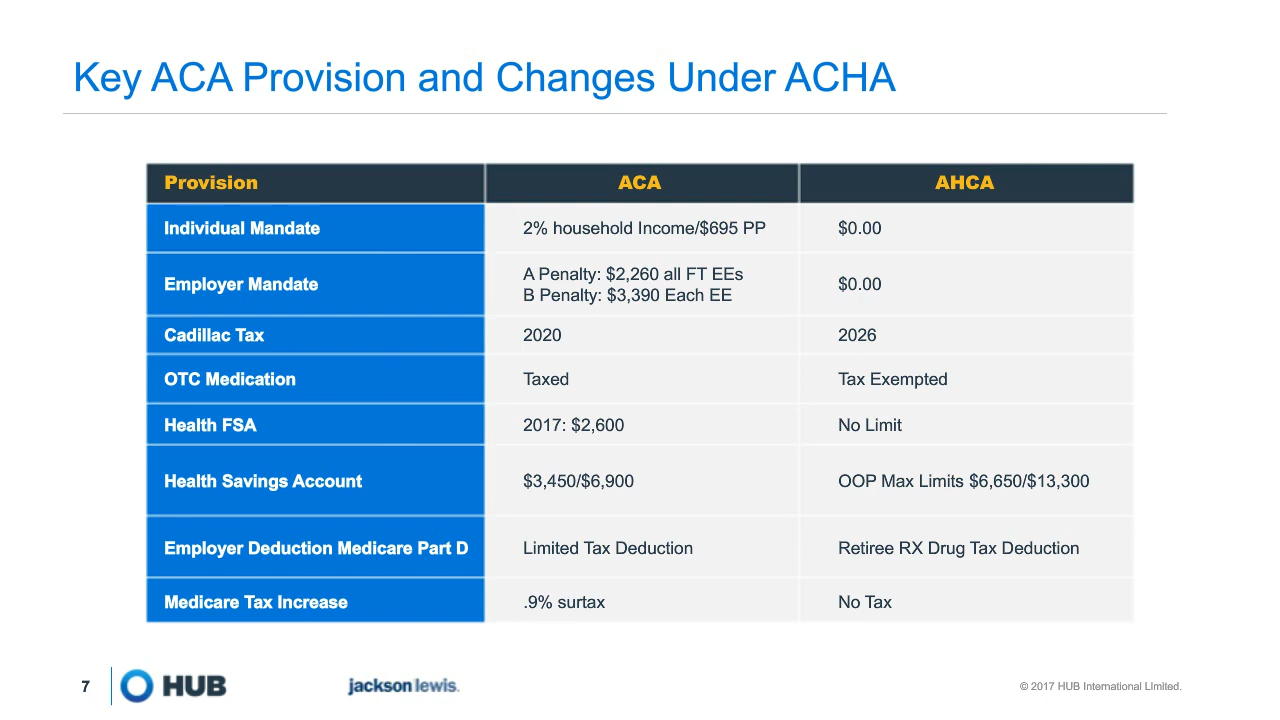 Key ACA Provision and Changes Under ACHA
Provision ACA AHCA
Individual Mandate 2% household Income/$695 PP $0.00
Employer Mandate A Penalty: $2,260 all FT EEs
B Penalty: $3,390 Each EE $0.00
Cadillac Tax 2020 2026
OTC Medication Taxed Tax Exempted
Health FSA 2017: $2,600 No Limit
Health Savings Account $3,450/$6,900 OOP Max Limits $6,650/$13,300
Employer Deduction Medicare Part D Limited Tax Deduction Retiree RX Drug Tax Deduction
Medicare Tax Increase .9% surtax No Tax
7 HUB jackson lewis. © 2017 HUB International Limited.